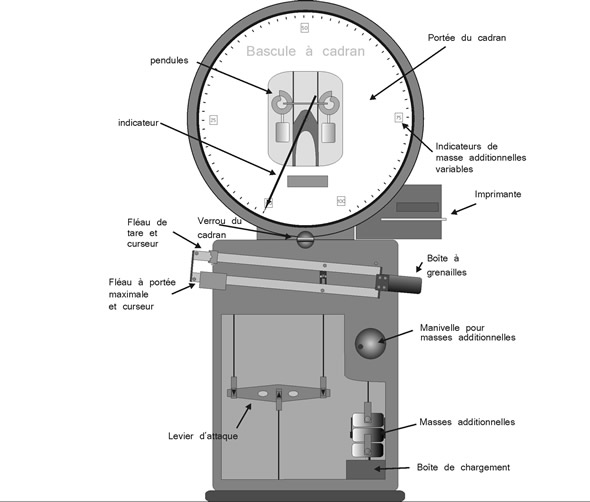 50
Bascule à cadran
Portée du cadran
pendules
25
75
indicateur
Indicateurs de
masse additionnelles
variables
100
Imprimante
Fléau de
tare et
curseur
Verrou du
cadran
Boîte à
grenailles
Fléau à portée
maximale
et curseur
Manivelle pour
masses additionnelles
Masses additionnelles
Levier d'attaque
Boîte de chargement